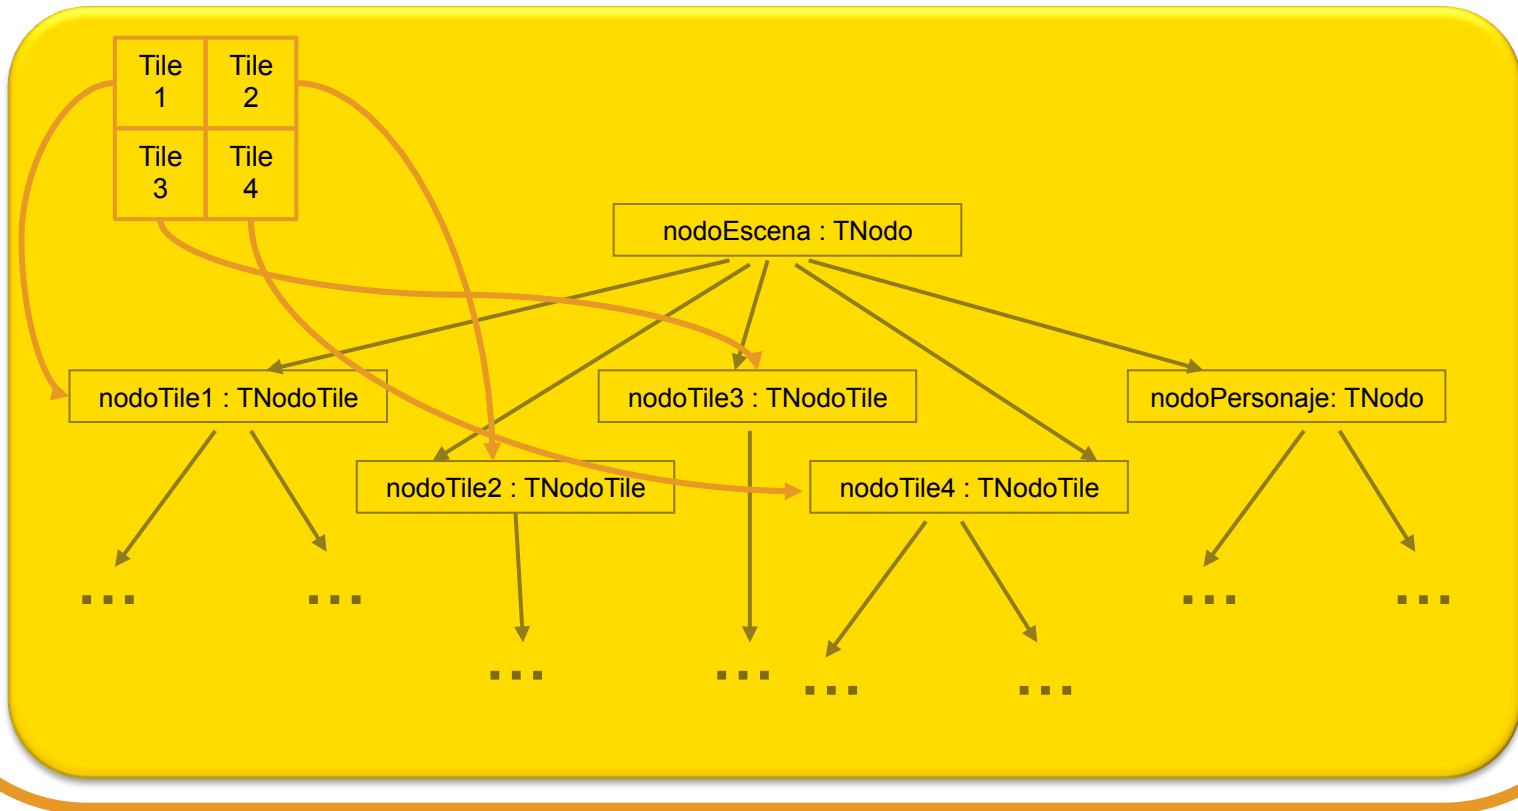 Tile
1
Tile
2
Tile
3
Tile
4
nodoEscena : TNodo
nodoTile1 : TNodoTile
nodoTile3 : TNodoTile
nodoPersonaje: TNodo
nodoTile2 : TNodoTile
nodoTile4 : TNodoTile
...
...
...
...
...
...
...
...